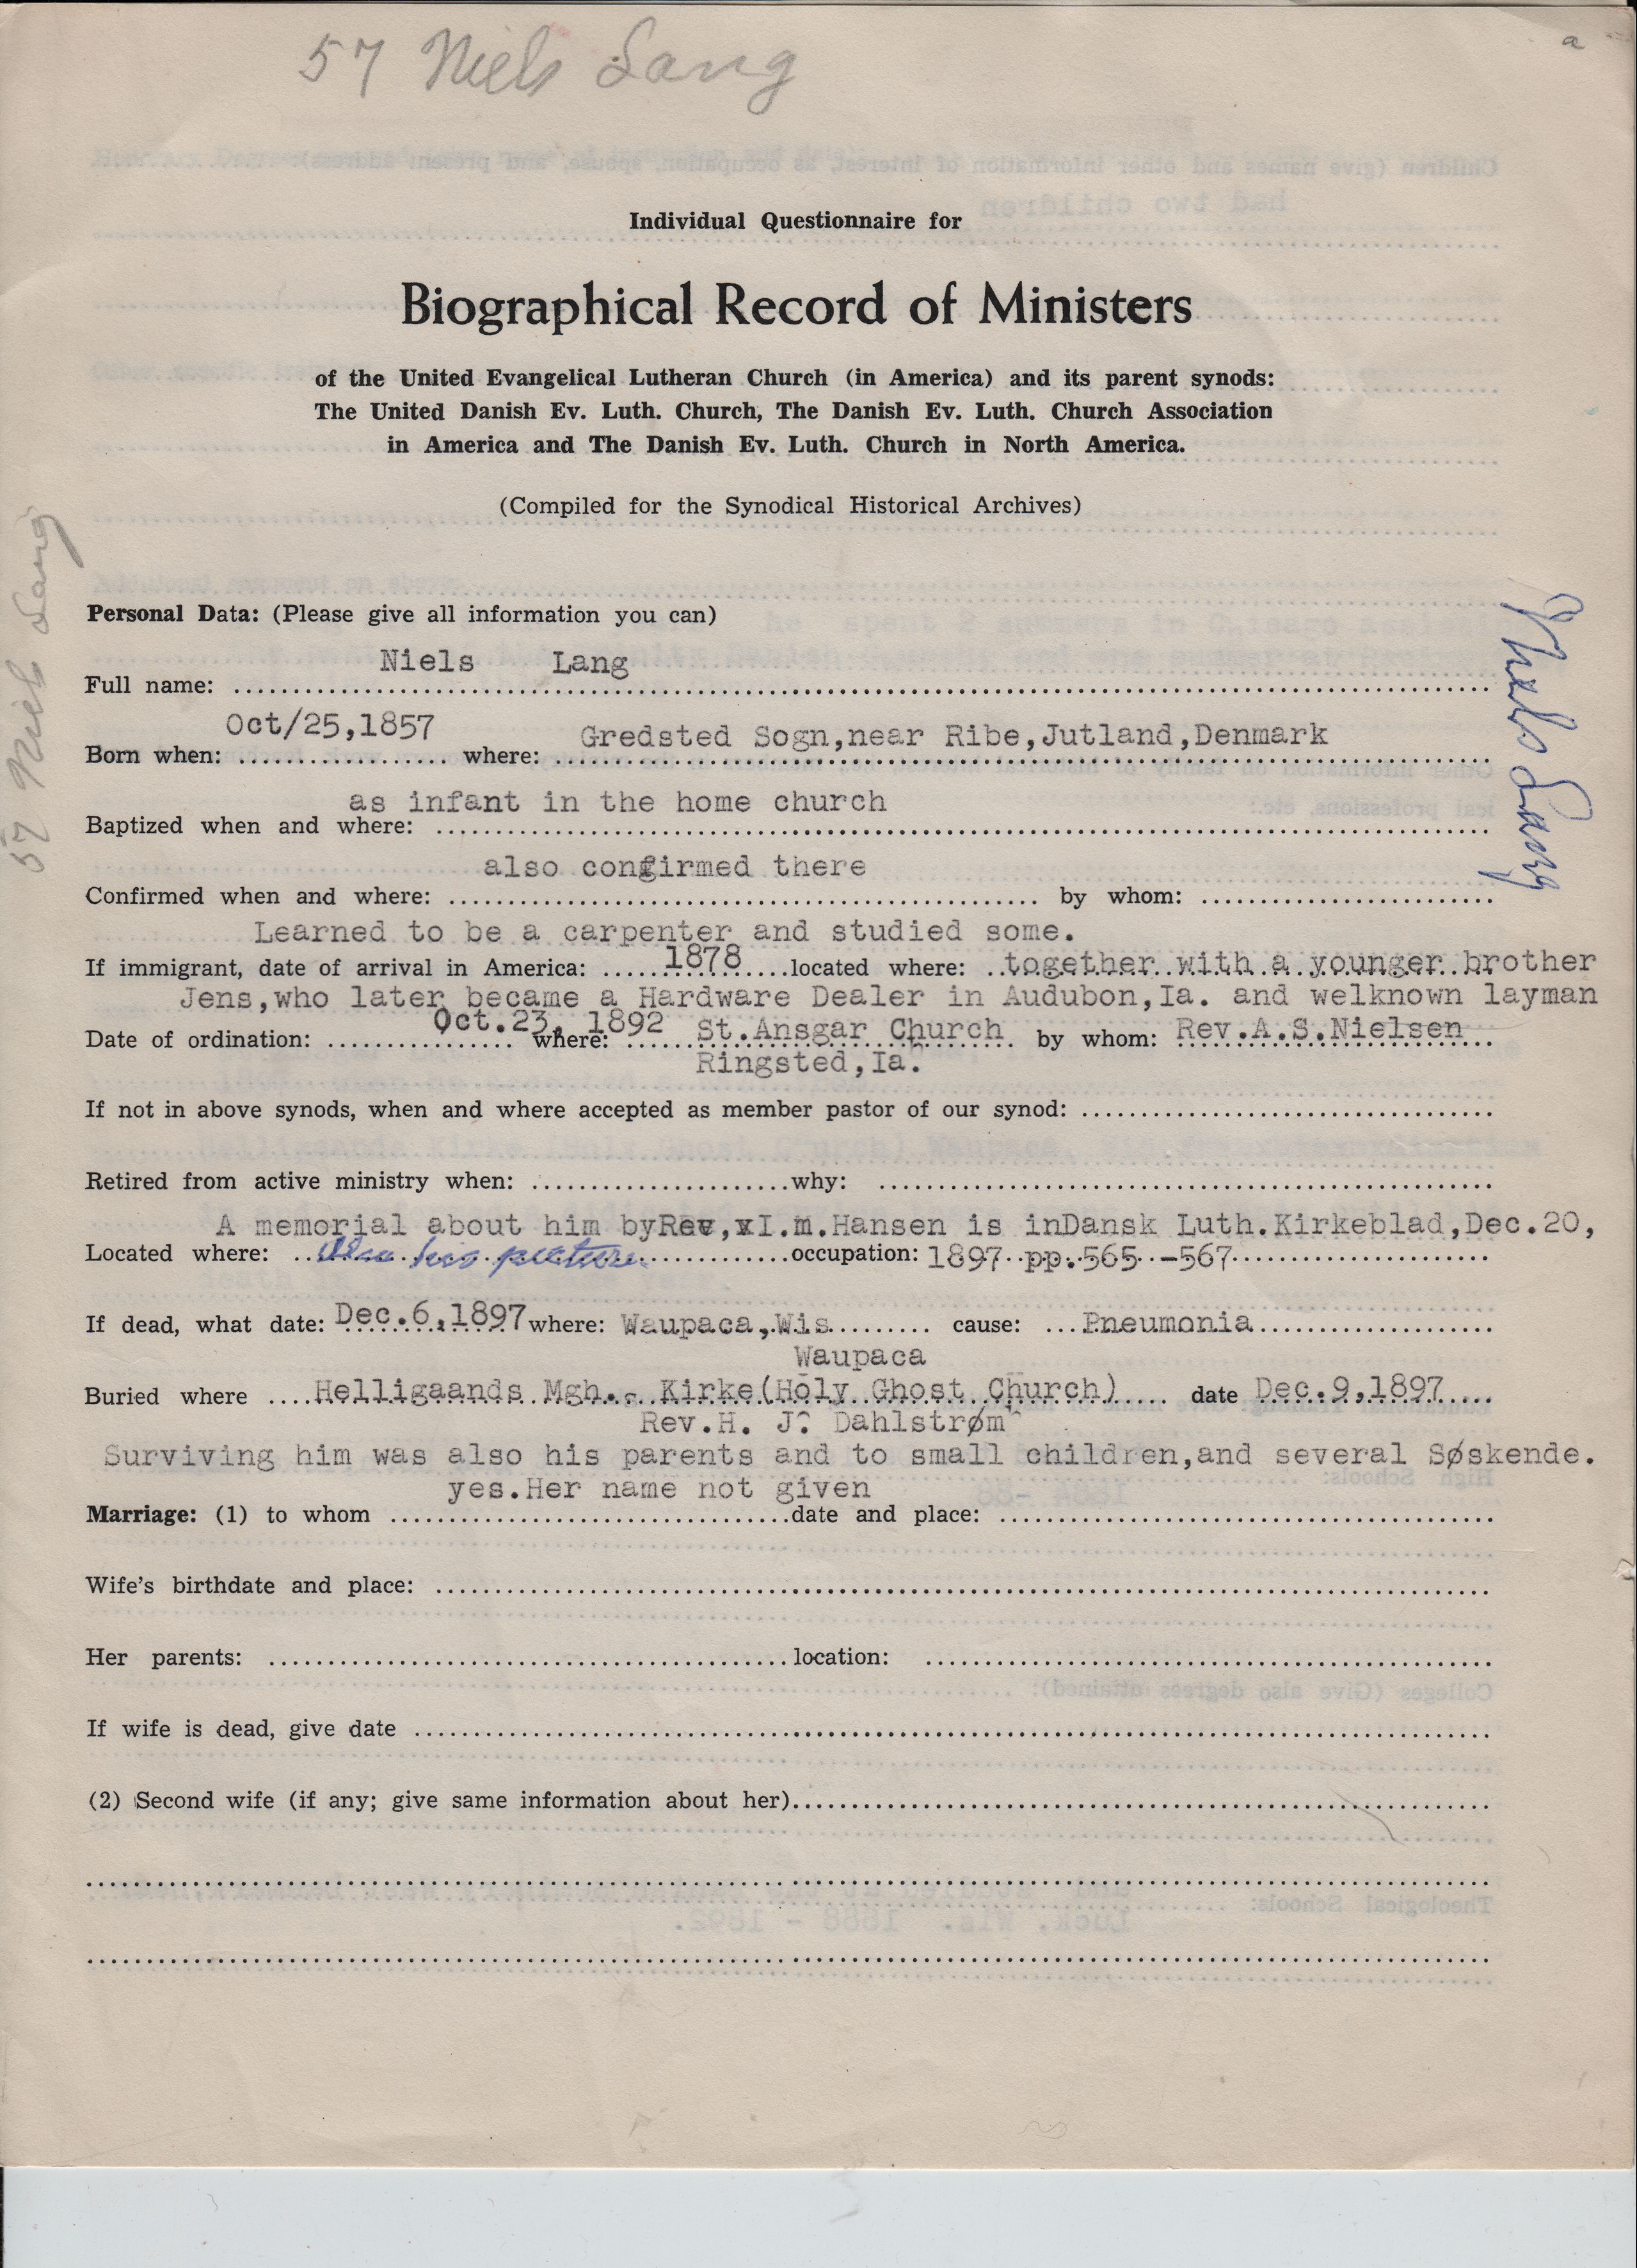 57 Niels Lang
a
Individual Questionnaire for
Biographical Record of Ministers
of the United Evangelical Lutheran Church (in America) and its parent synods:
The United Danish Ev. Luth. Church, The Danish Ev. Luth. Church Association
in America and The Danish Ev. Luth. Church in North America.
(Compiled for the Synodical Historical Archives)
57 Niels Lang
Niels Lang
Personal Data: (Please give all information you can)
Niels Lang
Full name:
Oct/25,1857 Gredsted Sogn,near Ribe,Jutland,Denmark
Born when: where:
as infant in the home church
Baptized when and where:
also confirmed there
Confirmed when and where: by whom:
Learned to be a carpenter and studied some.
If immigrant, date of arrival in America: 1878 located where: together with a younger brother
Jens,who later became a Hardware Dealer in Audubon,Ia. and welknown layman
Date of ordination: Oct.23, 1892 where: St.Ansgar Church by whom: Rev.A.S.Nielsen
Ringsted,Ia.
If not in above synods, when and where accepted as member pastor of our synod:
Retired from active ministry when: why:
A memorial about him byRev,xI.m.Hansen is inDansk Luth.Kirkeblad,Dec.20,
Located where: Also his picture. occupation: 1897 pp.565 -567
If dead, what date: Dec.6,1897 where: Waupaca,Wis cause: Pneumonia
Waupaca
Buried where Helligaands Mgh. Kirke(Holy Ghost Church) date Dec.9,1897
Rev.H. J. Dahlstrøm
Surviving him was also his parents and to small children,and several Søskende.
yes.Her name not given
Marriage: (1) to whom date and place:
Wife's birthdate and place:
Her parents: location:
If wife is dead, give date
(2) Second wife (if any; give same information about her)